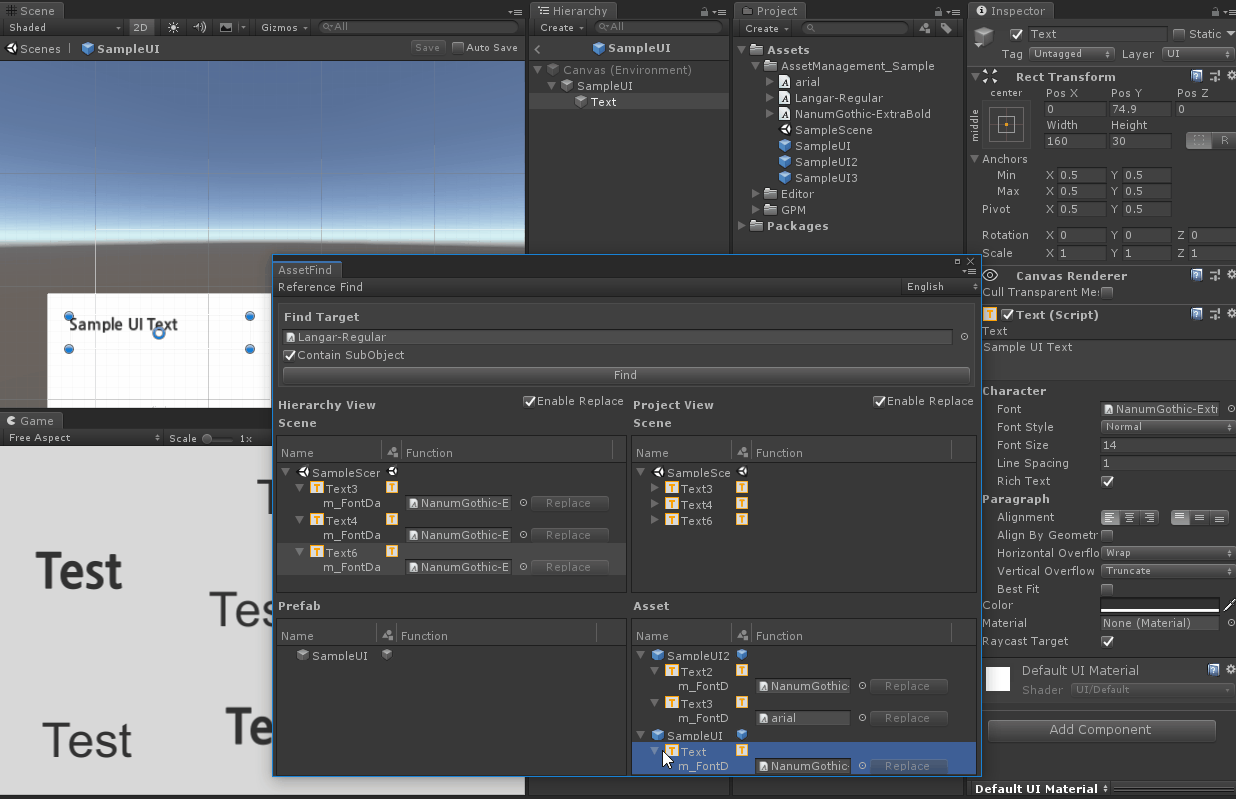 Scene
Shaded
2D
Gizmos
All
Scenes
SampleUI
Save
Auto Save
Sample UI Text
Hierarchy
Create
All
SampleUI
Canvas (Environment)
SampleUI
Text
Project
Create
Assets
AssetManagement_Sample
arial
Langar-Regular
NanumGothic-ExtraBold
SampleScene
SampleUI
SampleUI2
SampleUI3
Editor
GPM
Packages
Inspector
Text
Static
Tag
Untagged
Layer
UI
Rect Transform
center
Pos X
Pos Y
Pos Z
middle
0
74.9
0
Width
Height
160
30
R
Anchors
Min
X 0.5
Y 0.5
Max
X 0.5
Y 0.5
Pivot
X 0.5
Y 0.5
Rotation
X 0
Y 0
Z 0
Scale
X 1
Y 1
Z 1
Canvas Renderer
Cull Transparent Me
Text (Script)
Text
Sample UI Text
Character
Font
NanumGothic-Ext
Font Style
Normal
Font Size
14
Line Spacing
1
Rich Text
Paragraph
Alignment
Align By Geometr
Horizontal Overflo
Wrap
Vertical Overflow
Truncate
Best Fit
Color
Material
None (Material)
Raycast Target
Default UI Material
Shader
UI/Default
Add Component
Default UI Material
Game
Free Aspect
Scale
1x
Test
Tes
Test
Te
AssetFind
Reference Find
English
Find Target
Langar-Regular
Contain SubObject
Find
Hierarchy View
Enable Replace
Scene
Name
Function
SampleScer
Text3
m_FontDa
NanumGothic-E
Replace
Text4
m_FontDa
NanumGothic-E
Replace
Text6
m_FontDa
NanumGothic-E
Replace
Project View
Enable Replace
Scene
Name
Function
SampleSce
Text3
Text4
Text6
Prefab
Name
Function
SampleUI
Asset
Name
Function
SampleUI2
Text2
m_FontD
NanumGothic-
Replace
Text3
m_FontD
arial
Replace
SampleUI
Text
m_FontD
NanumGothic-
Replace